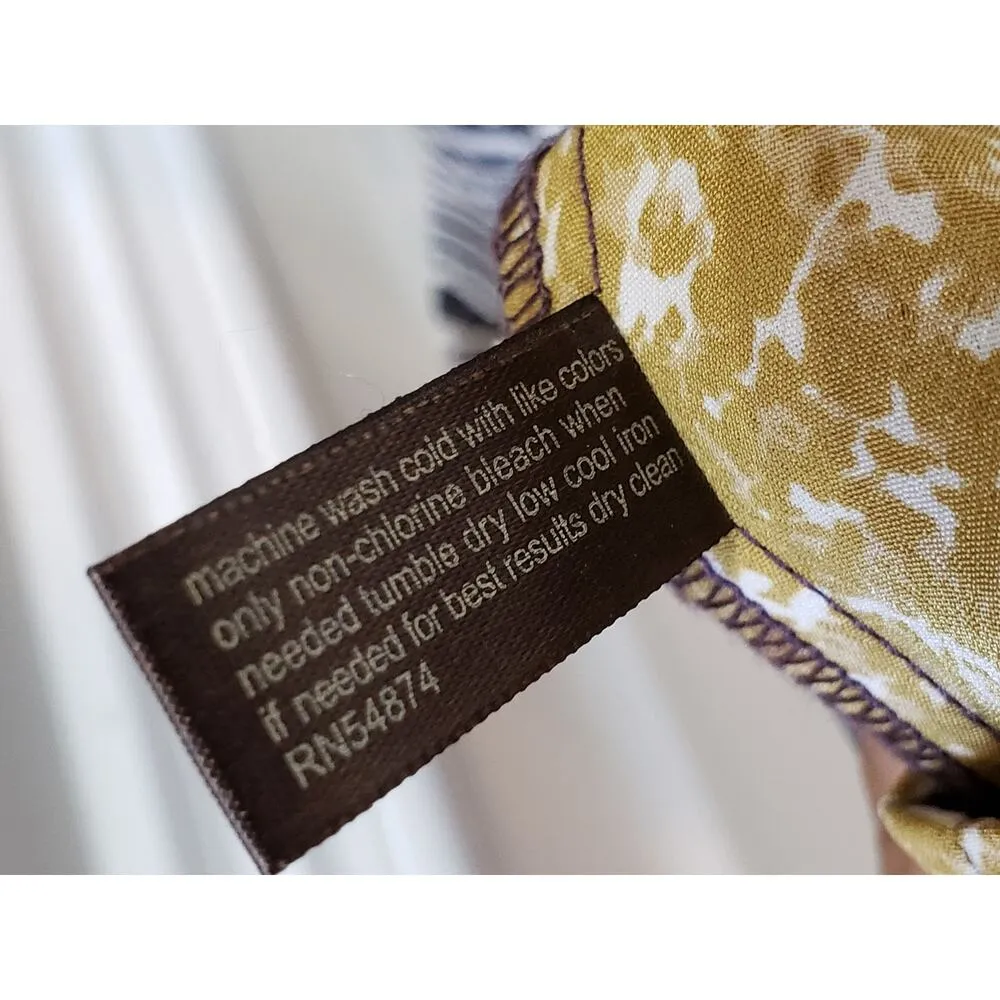 machine wash cold with like colors
only non-chlorine bleach when
needed tumble dry low cool iron
if needed for best results dry clean
RN54874